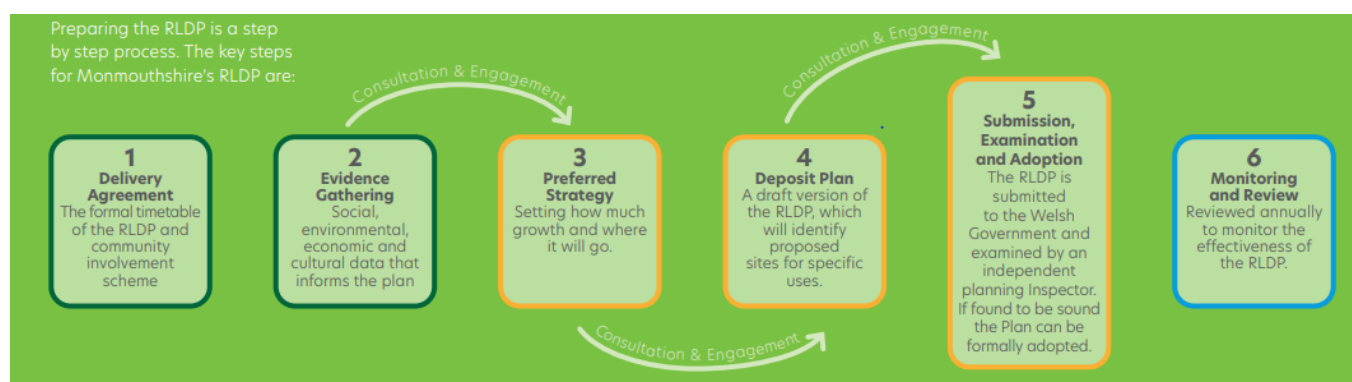 Preparing the RLDP is a step
by step process. The key steps
for Monmouthshire's RLDP are:
Consultation & Engagement
Consultation & Engagement
1
Delivery
Agreement
The formal timetable
of the RLDP and
community
involvement
scheme
2
Evidence
Gathering
Social,
environmental,
economic and
cultural data that
informs the plan
3
Preferred
Strategy
Setting how much
growth and where
it will go.
4
Deposit Plan
A draft version of
the RLDP, which
will identify
proposed
sites for specific
uses.
5
Submission,
Examination
and Adoption
The RLDP is
submitted
to the Welsh
Government and
examined by an
independent
planning Inspector.
If found to be sound
the Plan can be
formally adopted.
6
Monitoring
and Review
Reviewed annually
to monitor the
effectiveness of
the RLDP.
Consultation & Engagement